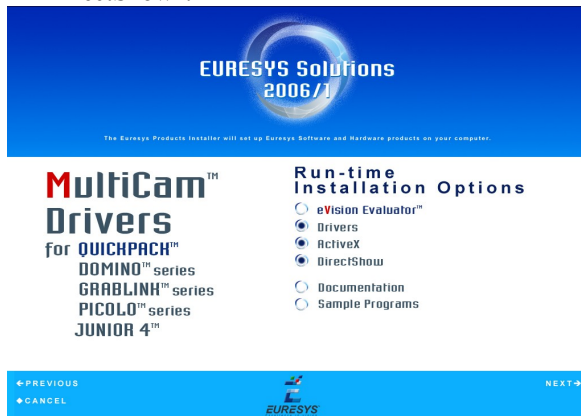 EURESYS Solutions
2006/1
The Euresys Products Installer will set up Euresys Software and Hardware products on your computer.
MultiCam™
Drivers
for QUICKPACK™
DOMINO™ series
GRABLINK™ series
PICOLO™ series
JUNIOR 4™
Run-time
Installation Options
eVision Evaluator™
Drivers
ActiveX
DirectShow
Documentation
Sample Programs
←PREVIOUS
◆CANCEL
EURESYS
NEXT→